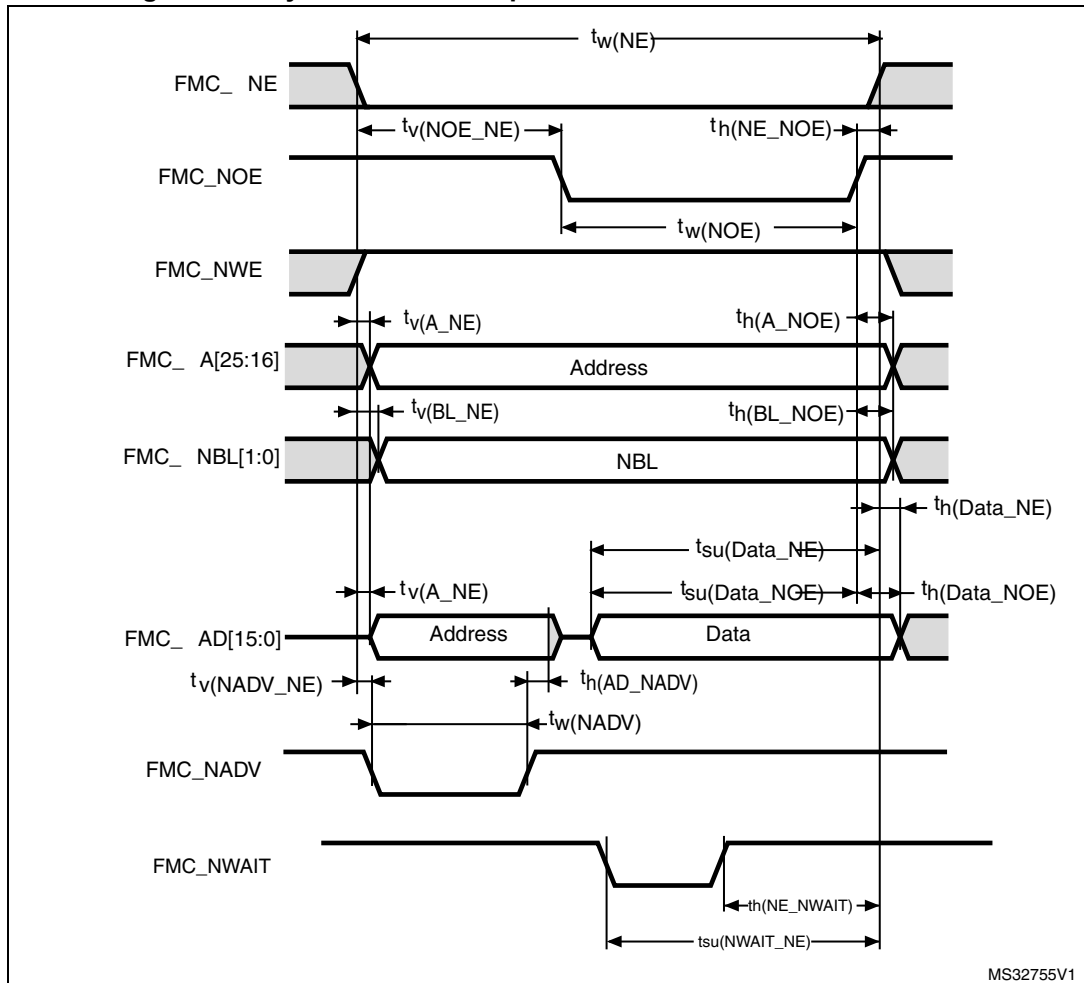 tw(NE)
FMC_ NE
tv(NOE_NE)
th(NE_NOE)
FMC_NOE
tw(NOE)
FMC_NWE
tv(A_NE)
th(A_NOE)
FMC_ A[25:16]
Address
tv(BL_NE)
th(BL_NOE)
FMC_ NBL[1:0]
NBL
th(Data_NE)
tsu(Data_NE)
tv(A_NE)
tsu(Data_NOE)
th(Data_NOE)
FMC_ AD[15:0]
Address
Data
tv(NADV_NE)
th(AD_NADV)
tw(NADV)
FMC_NADV
FMC_NWAIT
th(NE_NWAIT)
tsu(NWAIT_NE)
MS32755V1